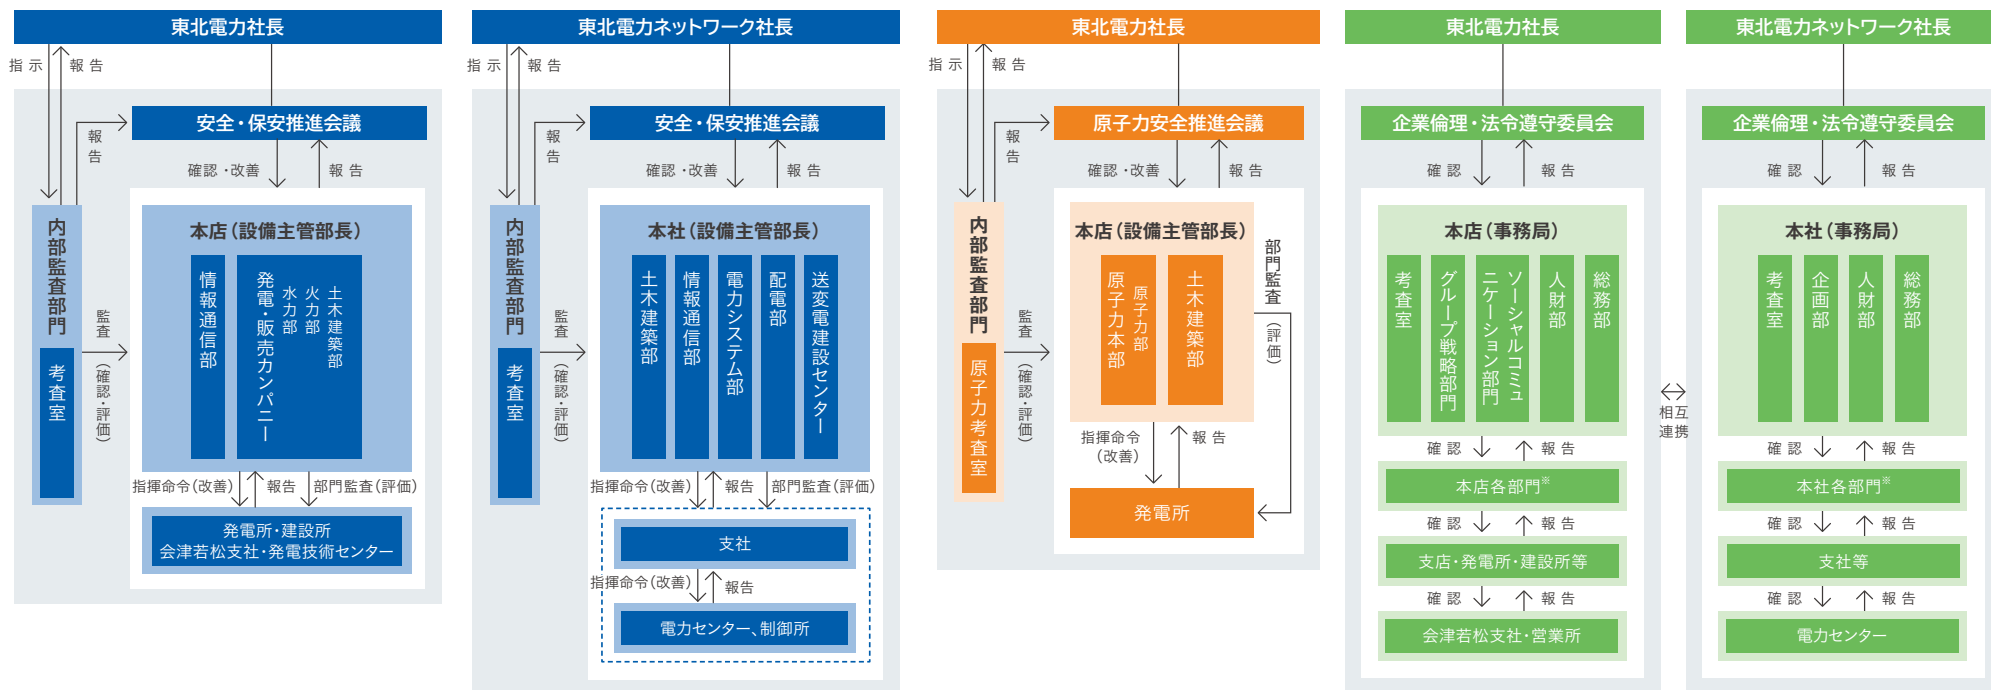 東北電力社長
指示
報告
安全・保安推進会議
報告
確認・改善
報告
内部監査部門
考査室
監査
(確認・評価)
本店(設備主管部長)
情報通信部
発電・販売カンパニー
水力部
火力部
土木建築部
指揮命令(改善)
報告
部門監査(評価)
発電所・建設所
会津若松支社・発電技術センター
東北電力ネットワーク社長
指示
報告
安全・保安推進会議
報告
確認・改善
報告
内部監査部門
考査室
監査
(確認・評価)
本社(設備主管部長)
土木建築部
情報通信部
電力システム部
配電部
送変電建設センター
指揮命令(改善)
報告
部門監査(評価)
支社
指揮命令(改善)
報告
電力センター、制御所
東北電力社長
指示
報告
原子力安全推進会議
報告
確認・改善
報告
内部監査部門
原子力考査室
監査
(確認・評価)
本店(設備主管部長)
原子力本部
原子力部
土木建築部
部門監査
(評価)
指揮命令
(改善)
報告
発電所
東北電力社長
企業倫理・法令遵守委員会
確認
報告
本店(事務局)
考査室
グループ戦略部門
ソーシャルコミュ
ニケーション部門
人財部
総務部
確認
報告
本店各部門※
確認
報告
支店・発電所・建設所等
確認
報告
会津若松支社・営業所
相互
連携
東北電力ネットワーク社長
企業倫理・法令遵守委員会
確認
報告
本社(事務局)
考査室
企画部
人財部
総務部
確認
報告
本社各部門※
確認
報告
支社等
確認
報告
電力センター